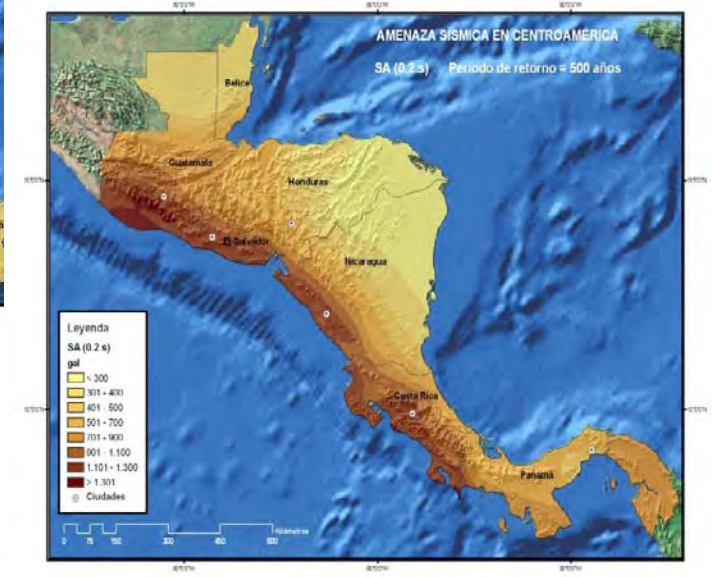 AMENAZA SÍSMICA EN CENTROAMÉRICA
SA (0.2 s) Período de retorno = 500 años
Belice
Guatemala
Honduras
El Salvador
Nicaragua
Costa Rica
Panamá
Leyenda
SA (0.2 s)
gal
< 300
301 - 400
401 - 500
501 - 700
701 - 900
901 - 1.100
1.101 - 1.300
> 1.301
Ciudades
Kilómetros
0 75 150 300 450 600